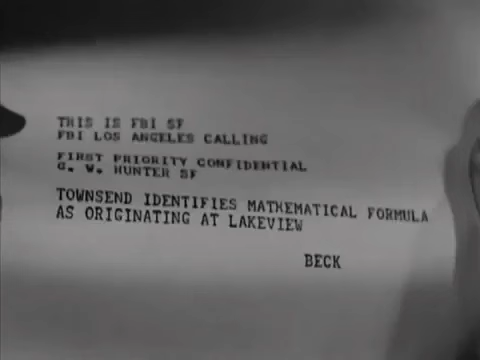 THIS IS FBI SF
FBI LOS ANGELES CALLING
FIRST PRIORITY CONFIDENTIAL
G. W. HUNTER SF
TOWNSEND IDENTIFIES MATHEMATICAL FORMULA
AS ORIGINATING AT LAKEVIEW
BECK